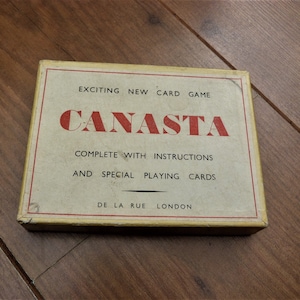 EXCITING NEW CARD GAME
CANASTA
COMPLETE WITH INSTRUCTIONS
AND SPECIAL PLAYING CARDS
DE LA RUE LONDON